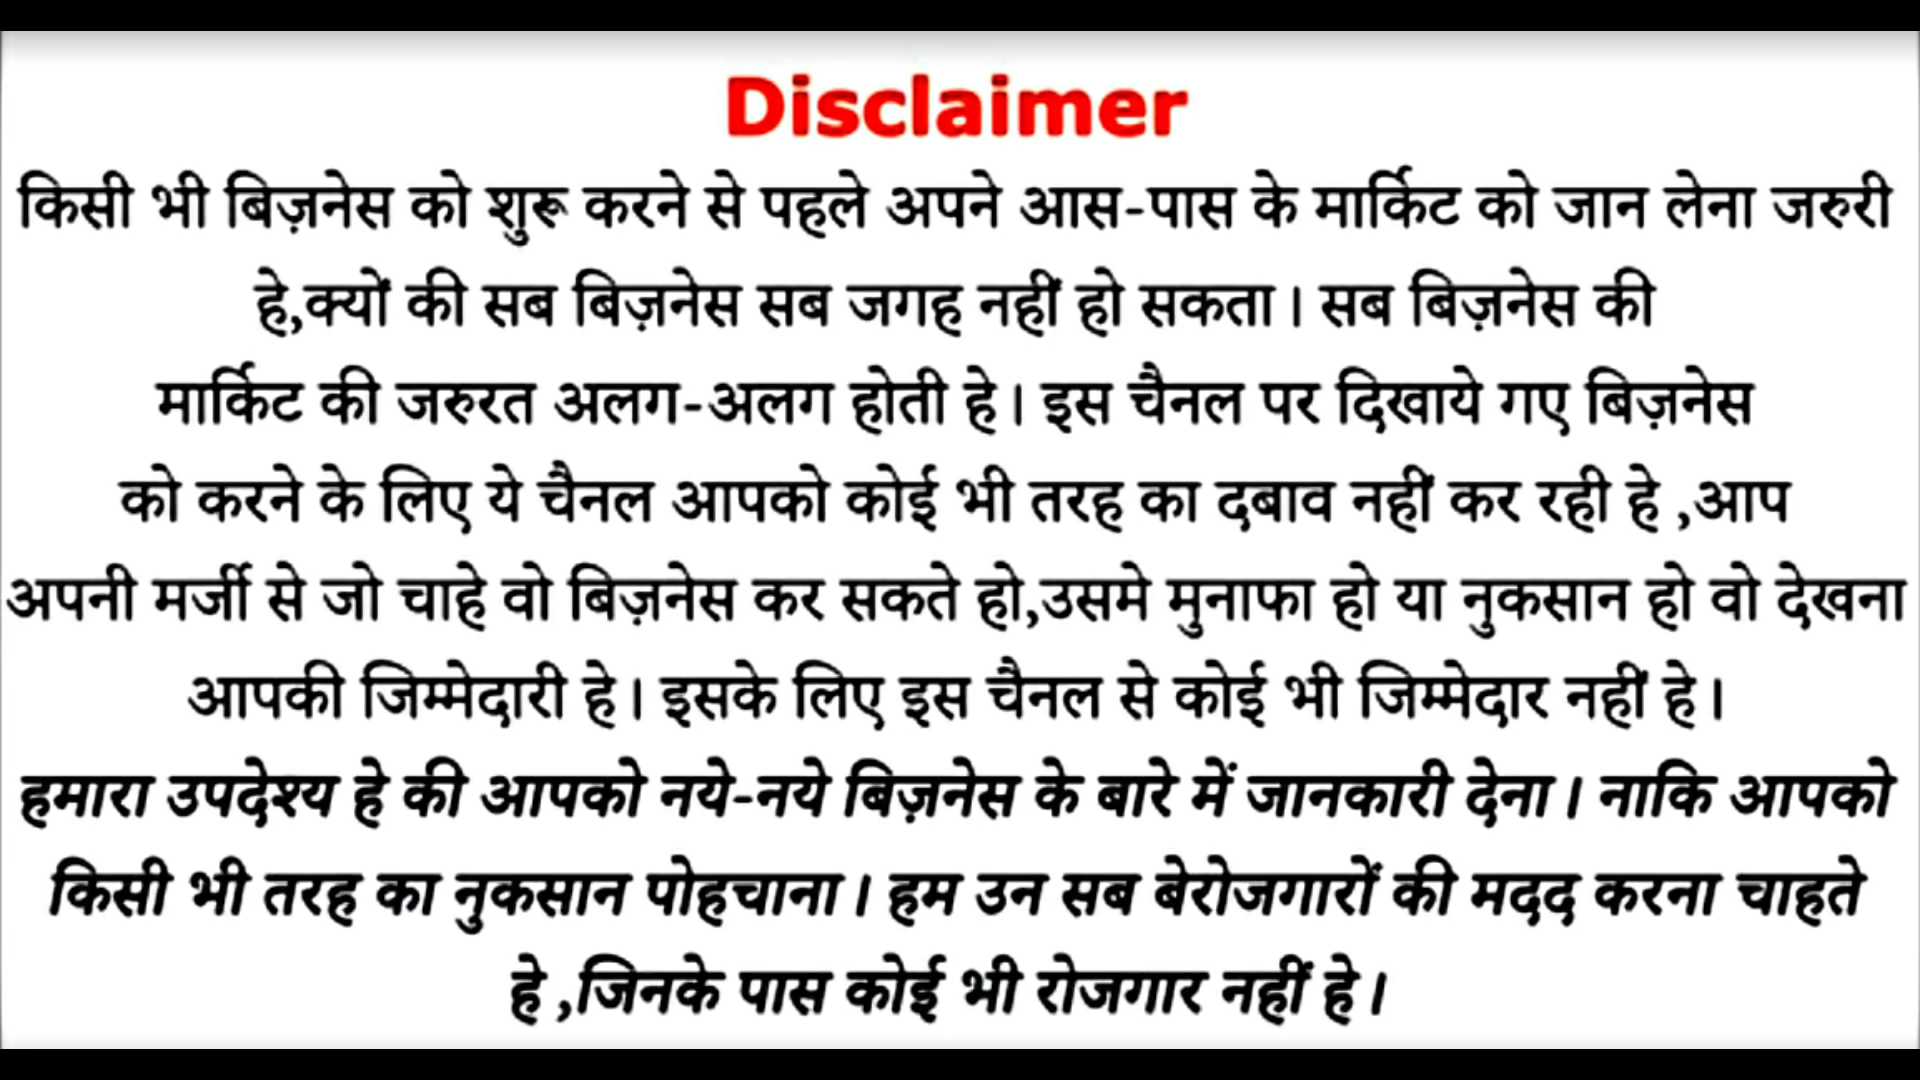 Disclaimer
किसी भी बिज़नेस को शुरू करने से पहले अपने आस-पास के मार्किट को जान लेना जरुरी
हे,क्यों की सब बिज़नेस सब जगह नहीं हो सकता। सब बिज़नेस की
मार्किट की जरुरत अलग-अलग होती हे। इस चैनल पर दिखाये गए बिज़नेस
को करने के लिए ये चैनल आपको कोई भी तरह का दबाव नहीं कर रही हे ,आप
अपनी मर्जी से जो चाहे वो बिज़नेस कर सकते हो,उसमे मुनाफा हो या नुकसान हो वो देखना
आपकी जिम्मेदारी हे। इसके लिए इस चैनल से कोई भी जिम्मेदार नहीं हे।
हमारा उपदेश्य हे की आपको नये-नये बिज़नेस के बारे में जानकारी देना। नाकि आपको
किसी भी तरह का नुकसान पोहचाना। हम उन सब बेरोजगारों की मदद करना चाहते
हे ,जिनके पास कोई भी रोजगार नहीं हे।